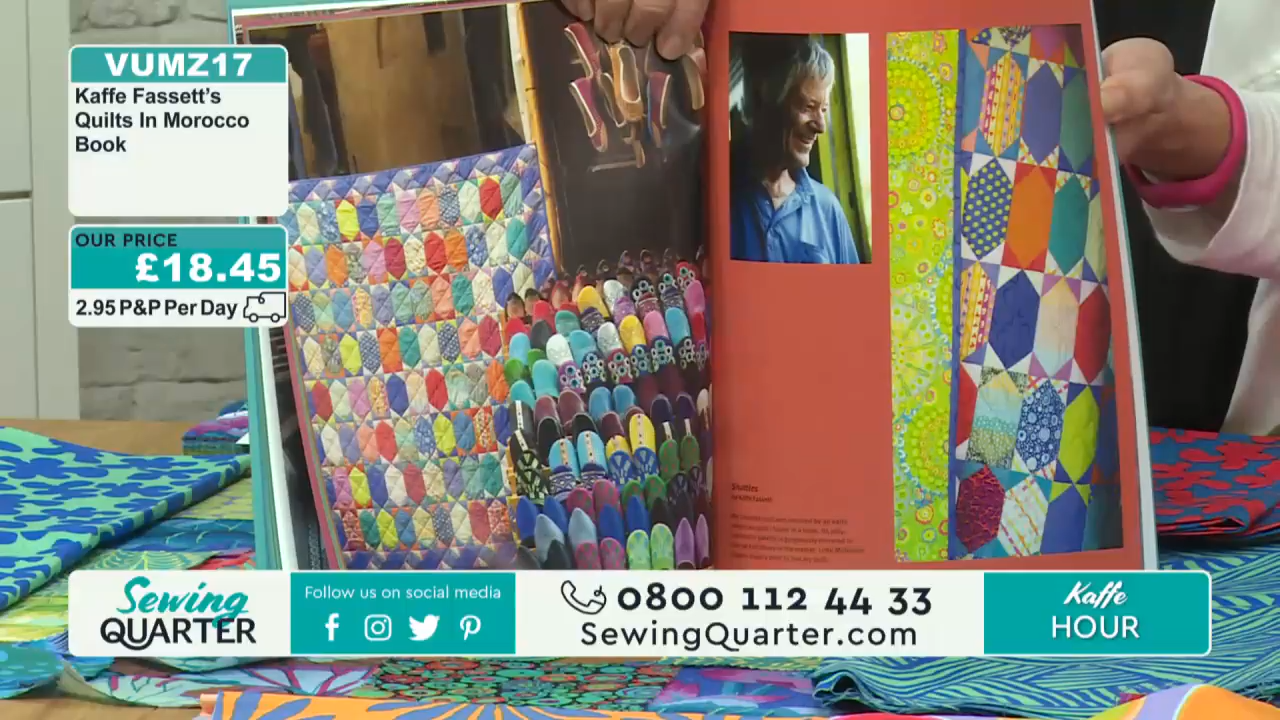 VUMZ17
Kaffe Fassett's
Quilts In Morocco
Book
OUR PRICE
£18.45
2.95 P&P Per Day
Shuttles
Sewing
QUARTER
Follow us on social media
0800 112 44 33
SewingQuarter.com
Kaffe
HOUR